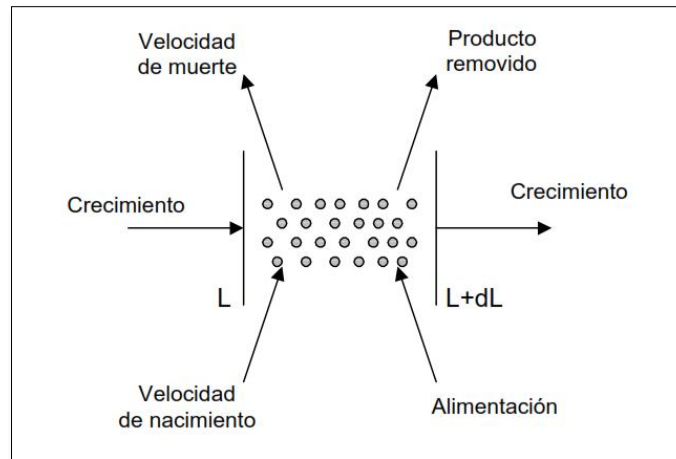 Velocidad
de muerte
Producto
removido
Crecimiento
Crecimiento
L
L+dL
Velocidad
de nacimiento
Alimentación